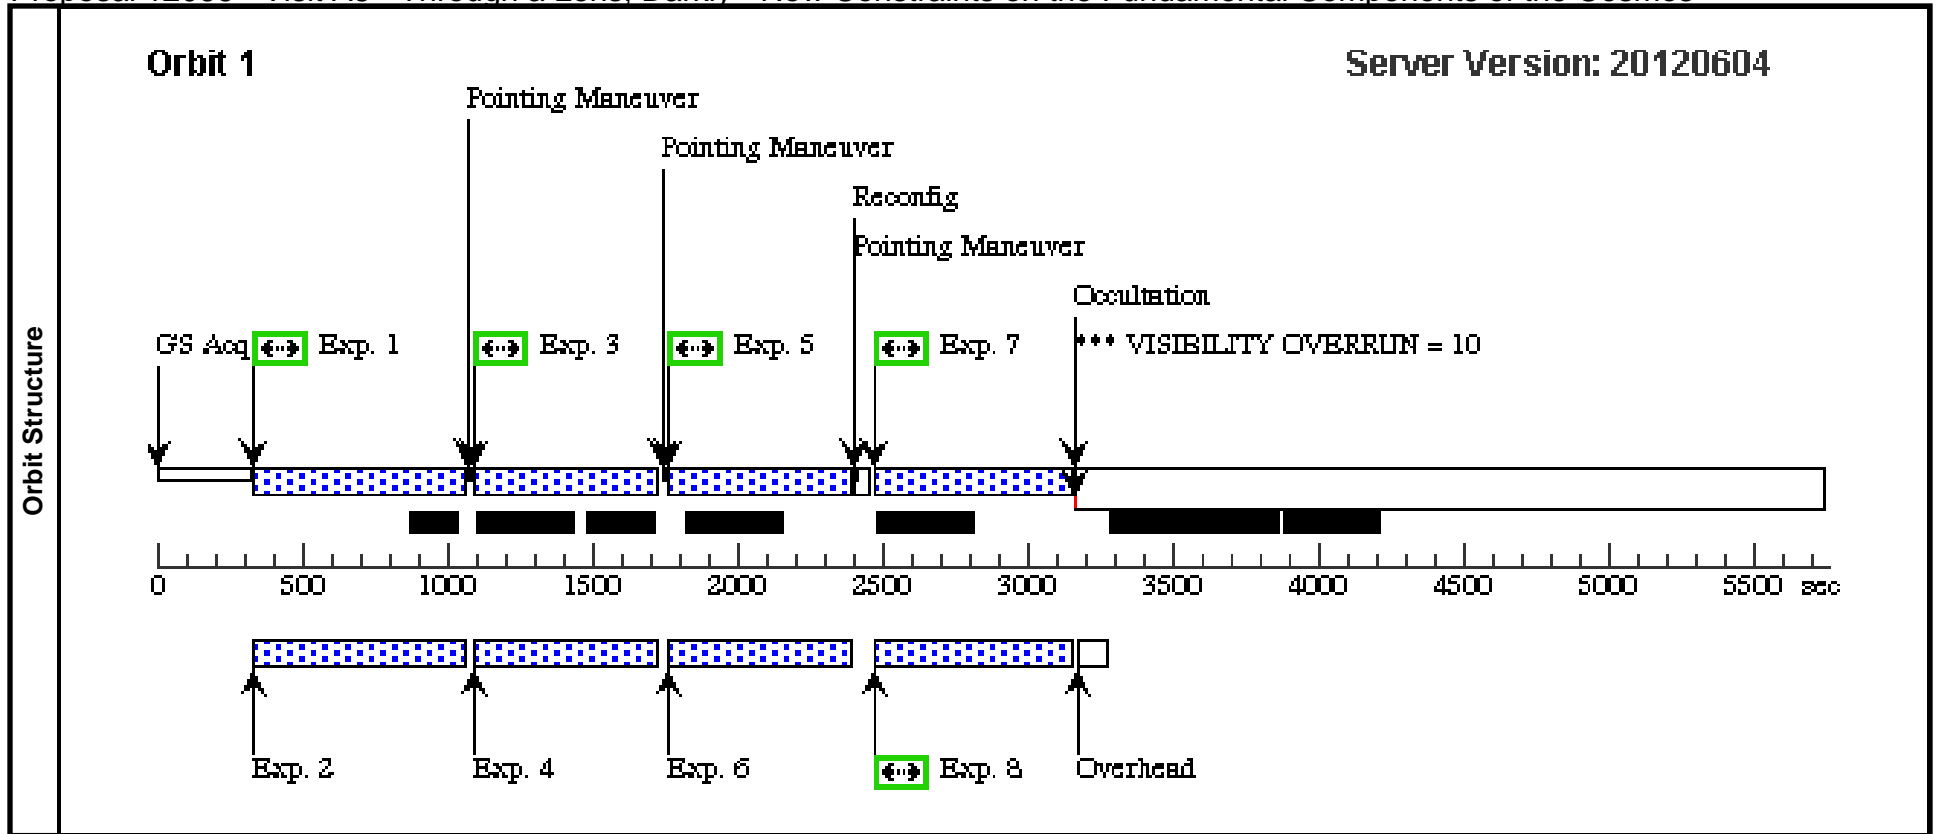 Orbit 1
Server Version: 20120604
Pointing Maneuver
Pointing Maneuver
Reconfig
Pointing Maneuver
Occultation
GS Acq Exp. 1 Exp. 3 Exp. 5 Exp. 7 *** VISIBILITY OVERRUN = 10
Orbit Structure
0 500 1000 1500 2000 2500 3000 3500 4000 4500 5000 5500 sec
Exp. 2 Exp. 4 Exp. 6 Exp. 8 Overhead